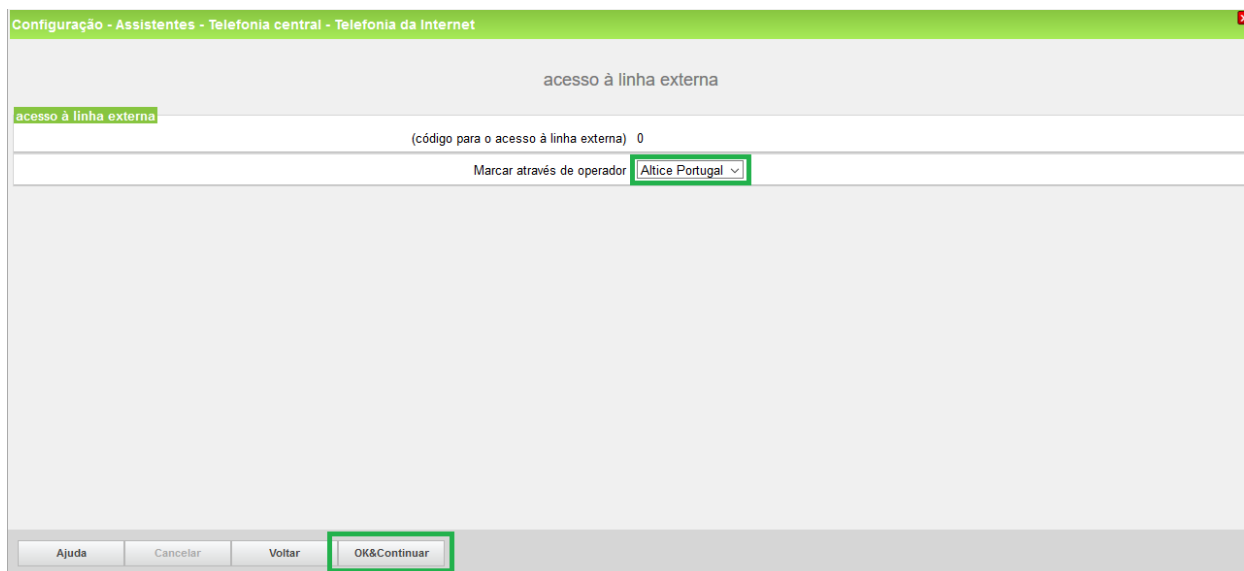 Configuração - Assistentes - Telefonia central - Telefonia da Internet
acesso à linha externa
acesso à linha externa
(código para o acesso à linha externa) 0
Marcar através de operador Altice Portugal
Ajuda Cancelar Voltar OK&Continuar